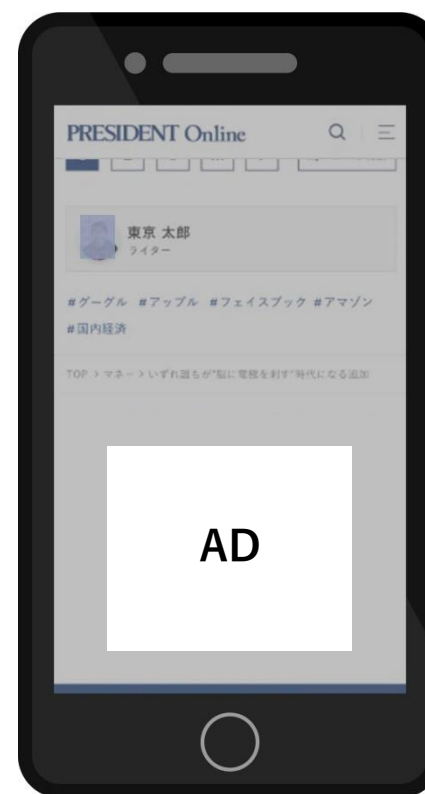 PRESIDENT Online
東京 太郎
ライター
#グーグル #アップル #フェイスブック #アマゾン
#国内経済
TOP > マネー > いずれ誰もが"脳に電極を刺す"時代になる追加
AD